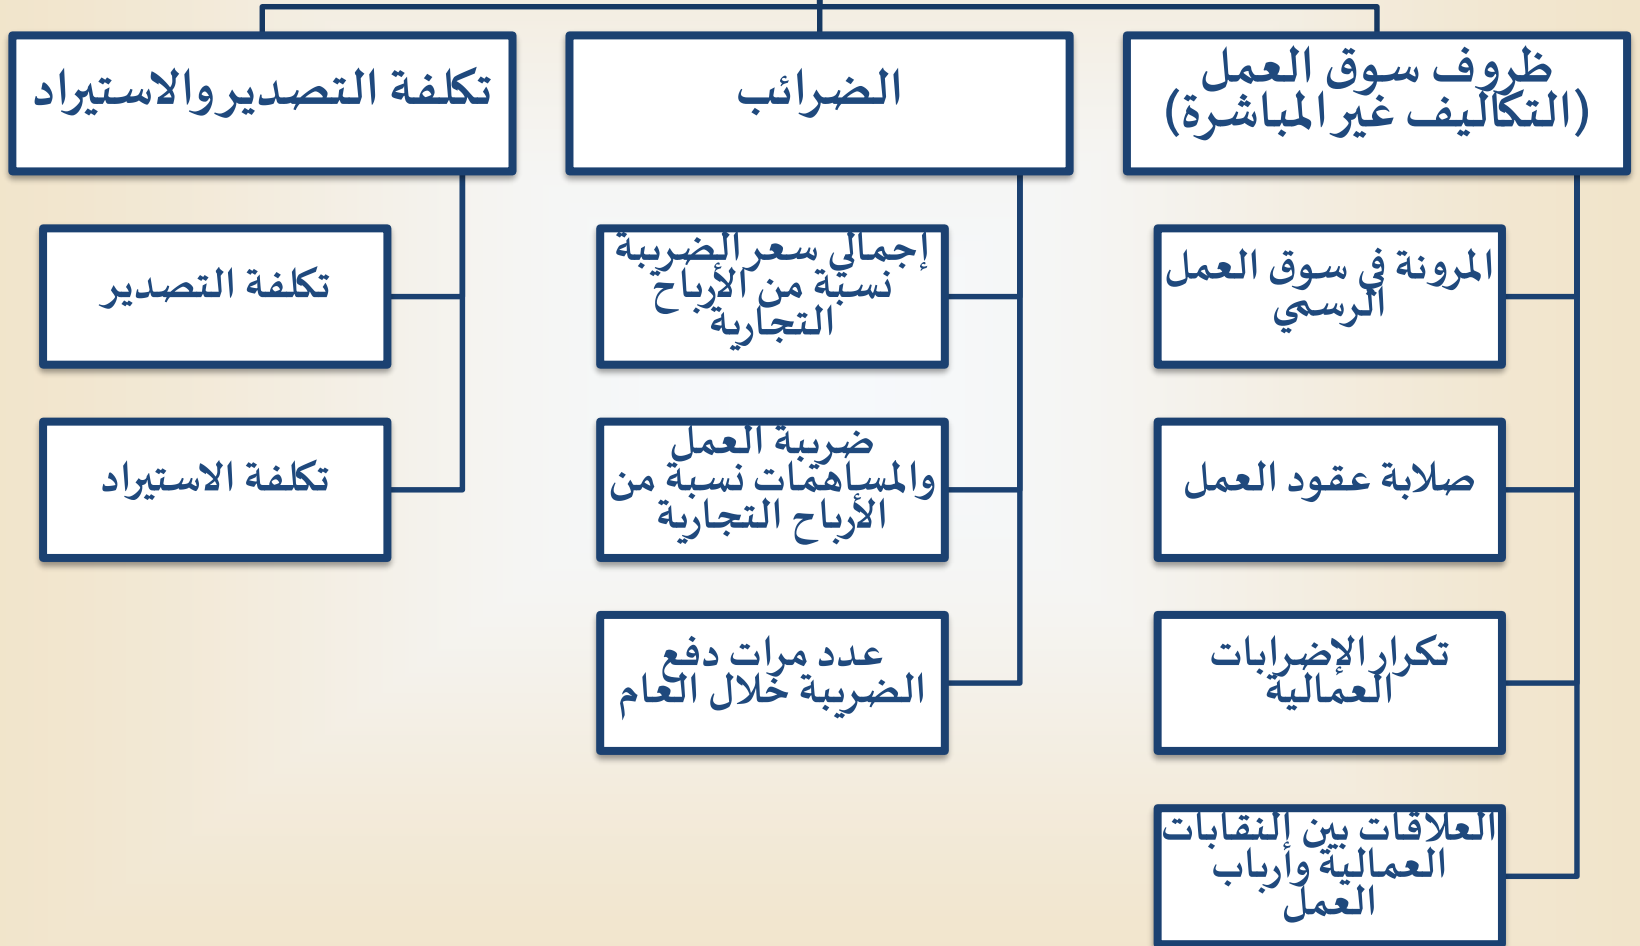 ظروف سوق العمل
(التكاليف غير المباشرة)
المرونة في سوق العمل
الرسمي
صلابة عقود العمل
تكرار الإضرابات
العمالية
العلاقات بين النقابات
العمالية وأرباب
العمل
الضرائب
إجمالي سعر الضريبة
نسبة من الأرباح
التجارية
ضريبة العمل
والمساهمات نسبة من
الأرباح التجارية
عدد مرات دفع
الضريبة خلال العام
تكلفة التصدير والاستيراد
تكلفة التصدير
تكلفة الاستيراد